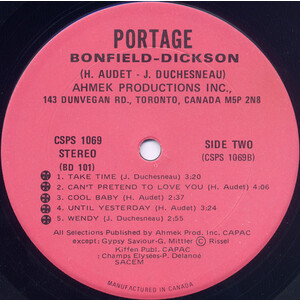 PORTAGE
BONFIELD-DICKSON
(H. AUDET - J. DUCHESNEAU)
AHMEK PRODUCTIONS INC.,
143 DUNVEGAN RD., TORONTO, CANADA M5P 2N8
CSPS 1069
STEREO
(BD 101)
SIDE TWO
(CSPS 1069B)
1. TAKE TIME (J. Duchesneau) 3:20
2. CAN'T PRETEND TO LOVE YOU (H. Audet) 4:06
3. COOL BABY (H. Audet) 3:37
4. UNTIL YESTERDAY (H. Audet) 3:24
5. WENDY (J. Duchesneau) 2:55
All Selections Published by Ahmek Prod. Inc. CAPAC
except; Gypsy Saviour-G. Mittler Ⓒ Rissel
Kiffen Publ. CAPAC
; Champs Elysées-P. Delanoë
SACEM
MANUFACTURED IN CANADA